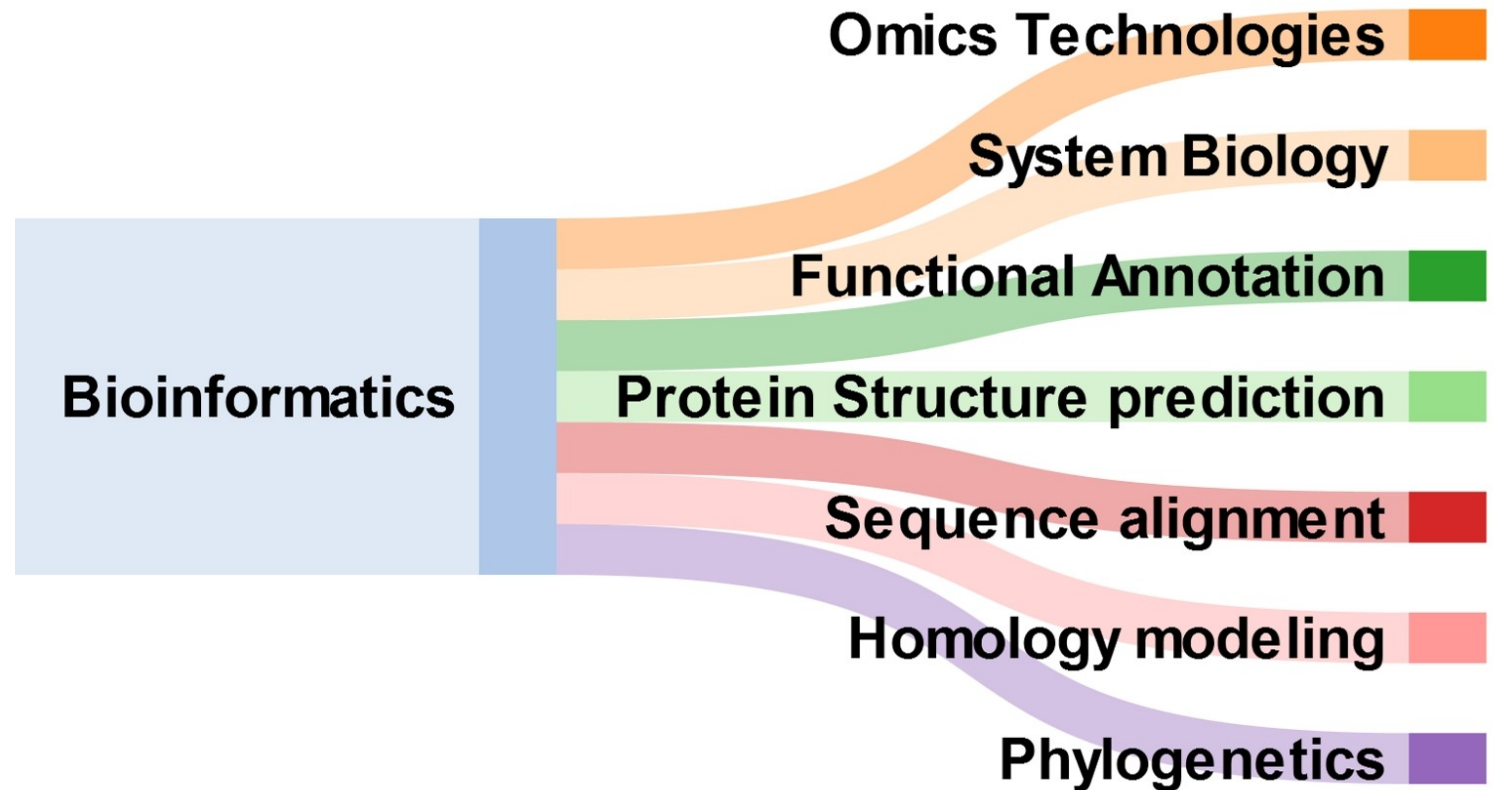 Omics Technologies
System Biology
Functional Annotation
Bioinformatics
Protein Structure prediction
Sequence alignment
Homology modeling
Phylogenetics